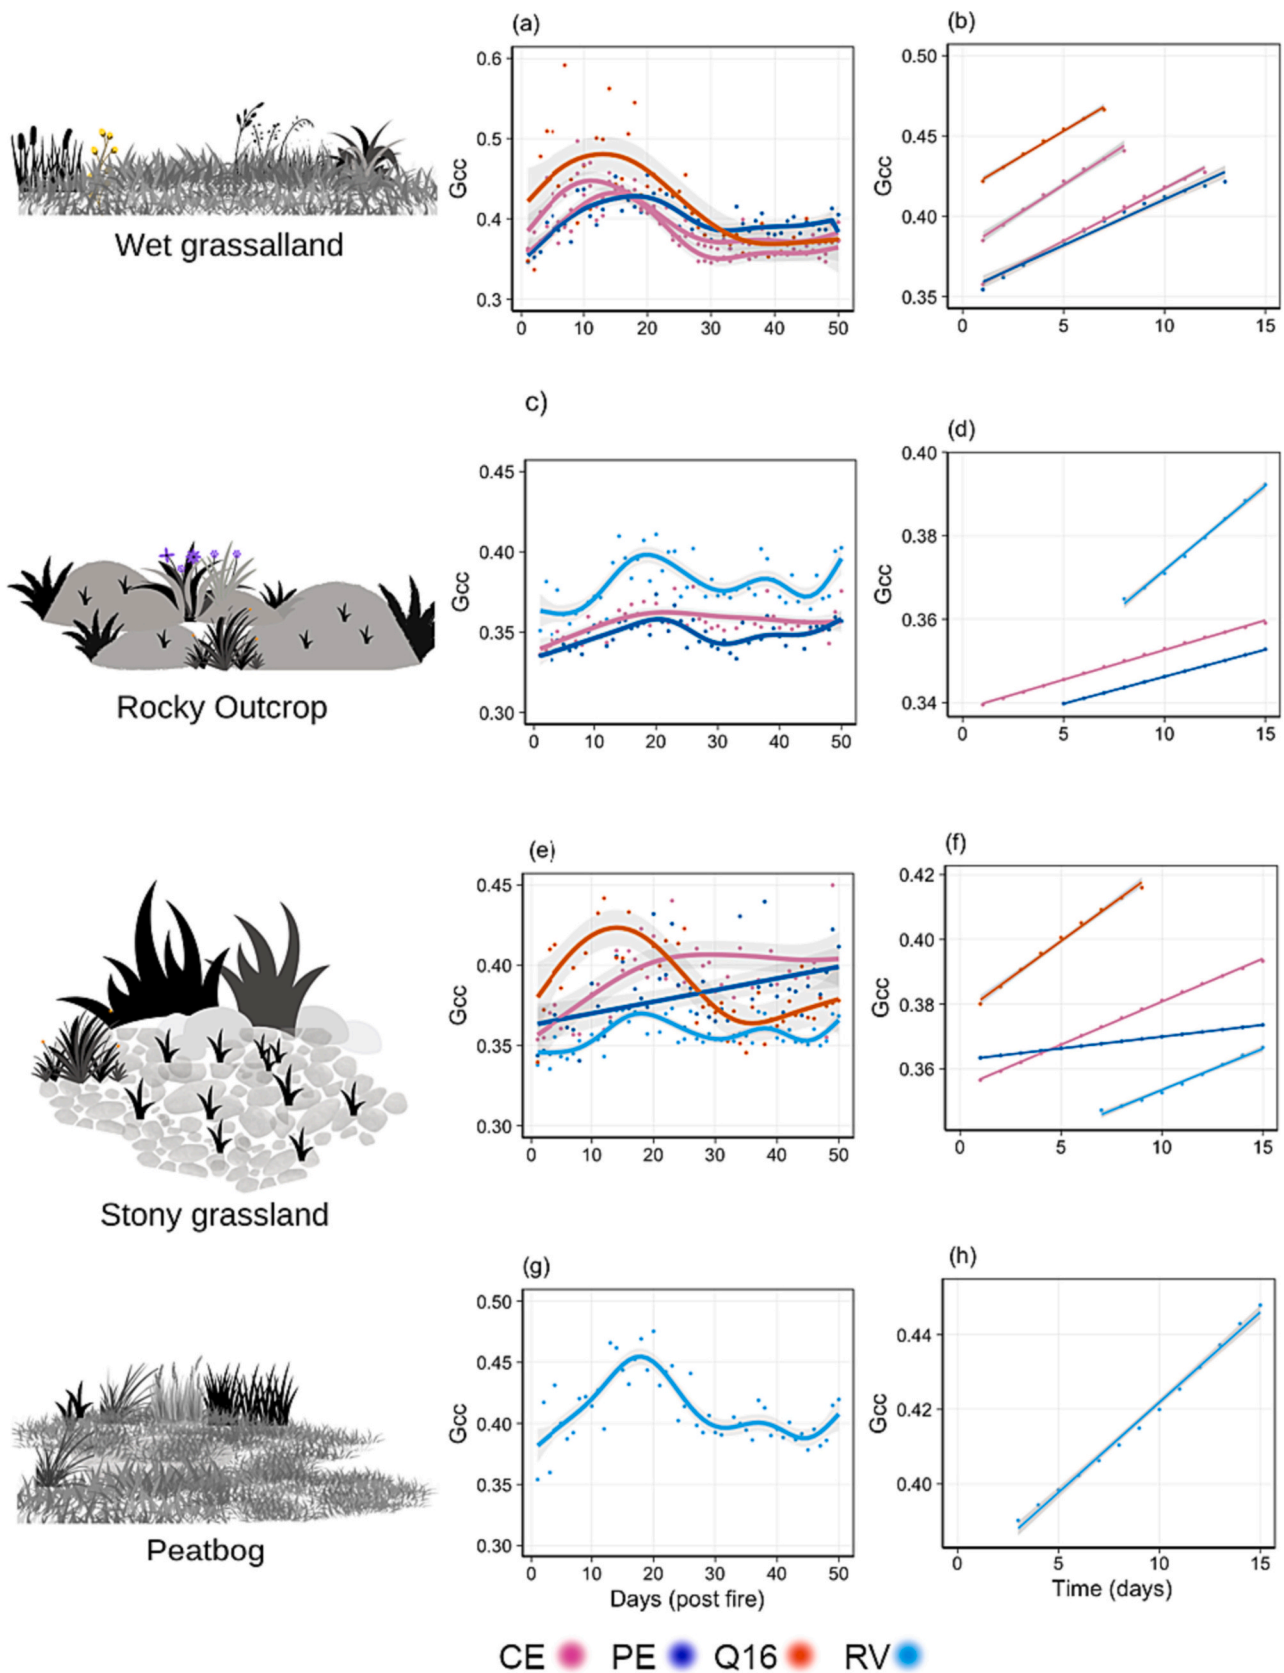 (a)
(b)
0.6
0.5
0.4
0.3
Gcc
0 10 20 30 40 50
0.50
0.45
0.40
0.35
Gcc
0 5 10 15
Wet grassalland
c)
(d)
0.45
0.40
0.35
0.30
Gcc
0 10 20 30 40 50
0.40
0.38
0.36
0.34
Gcc
0 5 10 15
Rocky Outcrop
(e)
(f)
0.45
0.40
0.35
0.30
Gcc
0 10 20 30 40 50
0.42
0.40
0.38
0.36
Gcc
0 5 10 15
Stony grassland
(g)
(h)
0.50
0.45
0.40
0.35
0.30
Gcc
0 10 20 30 40 50
Days (post fire)
0.44
0.42
0.40
Gcc
0 5 10 15
Time (days)
Peatbog
CE PE Q16 RV